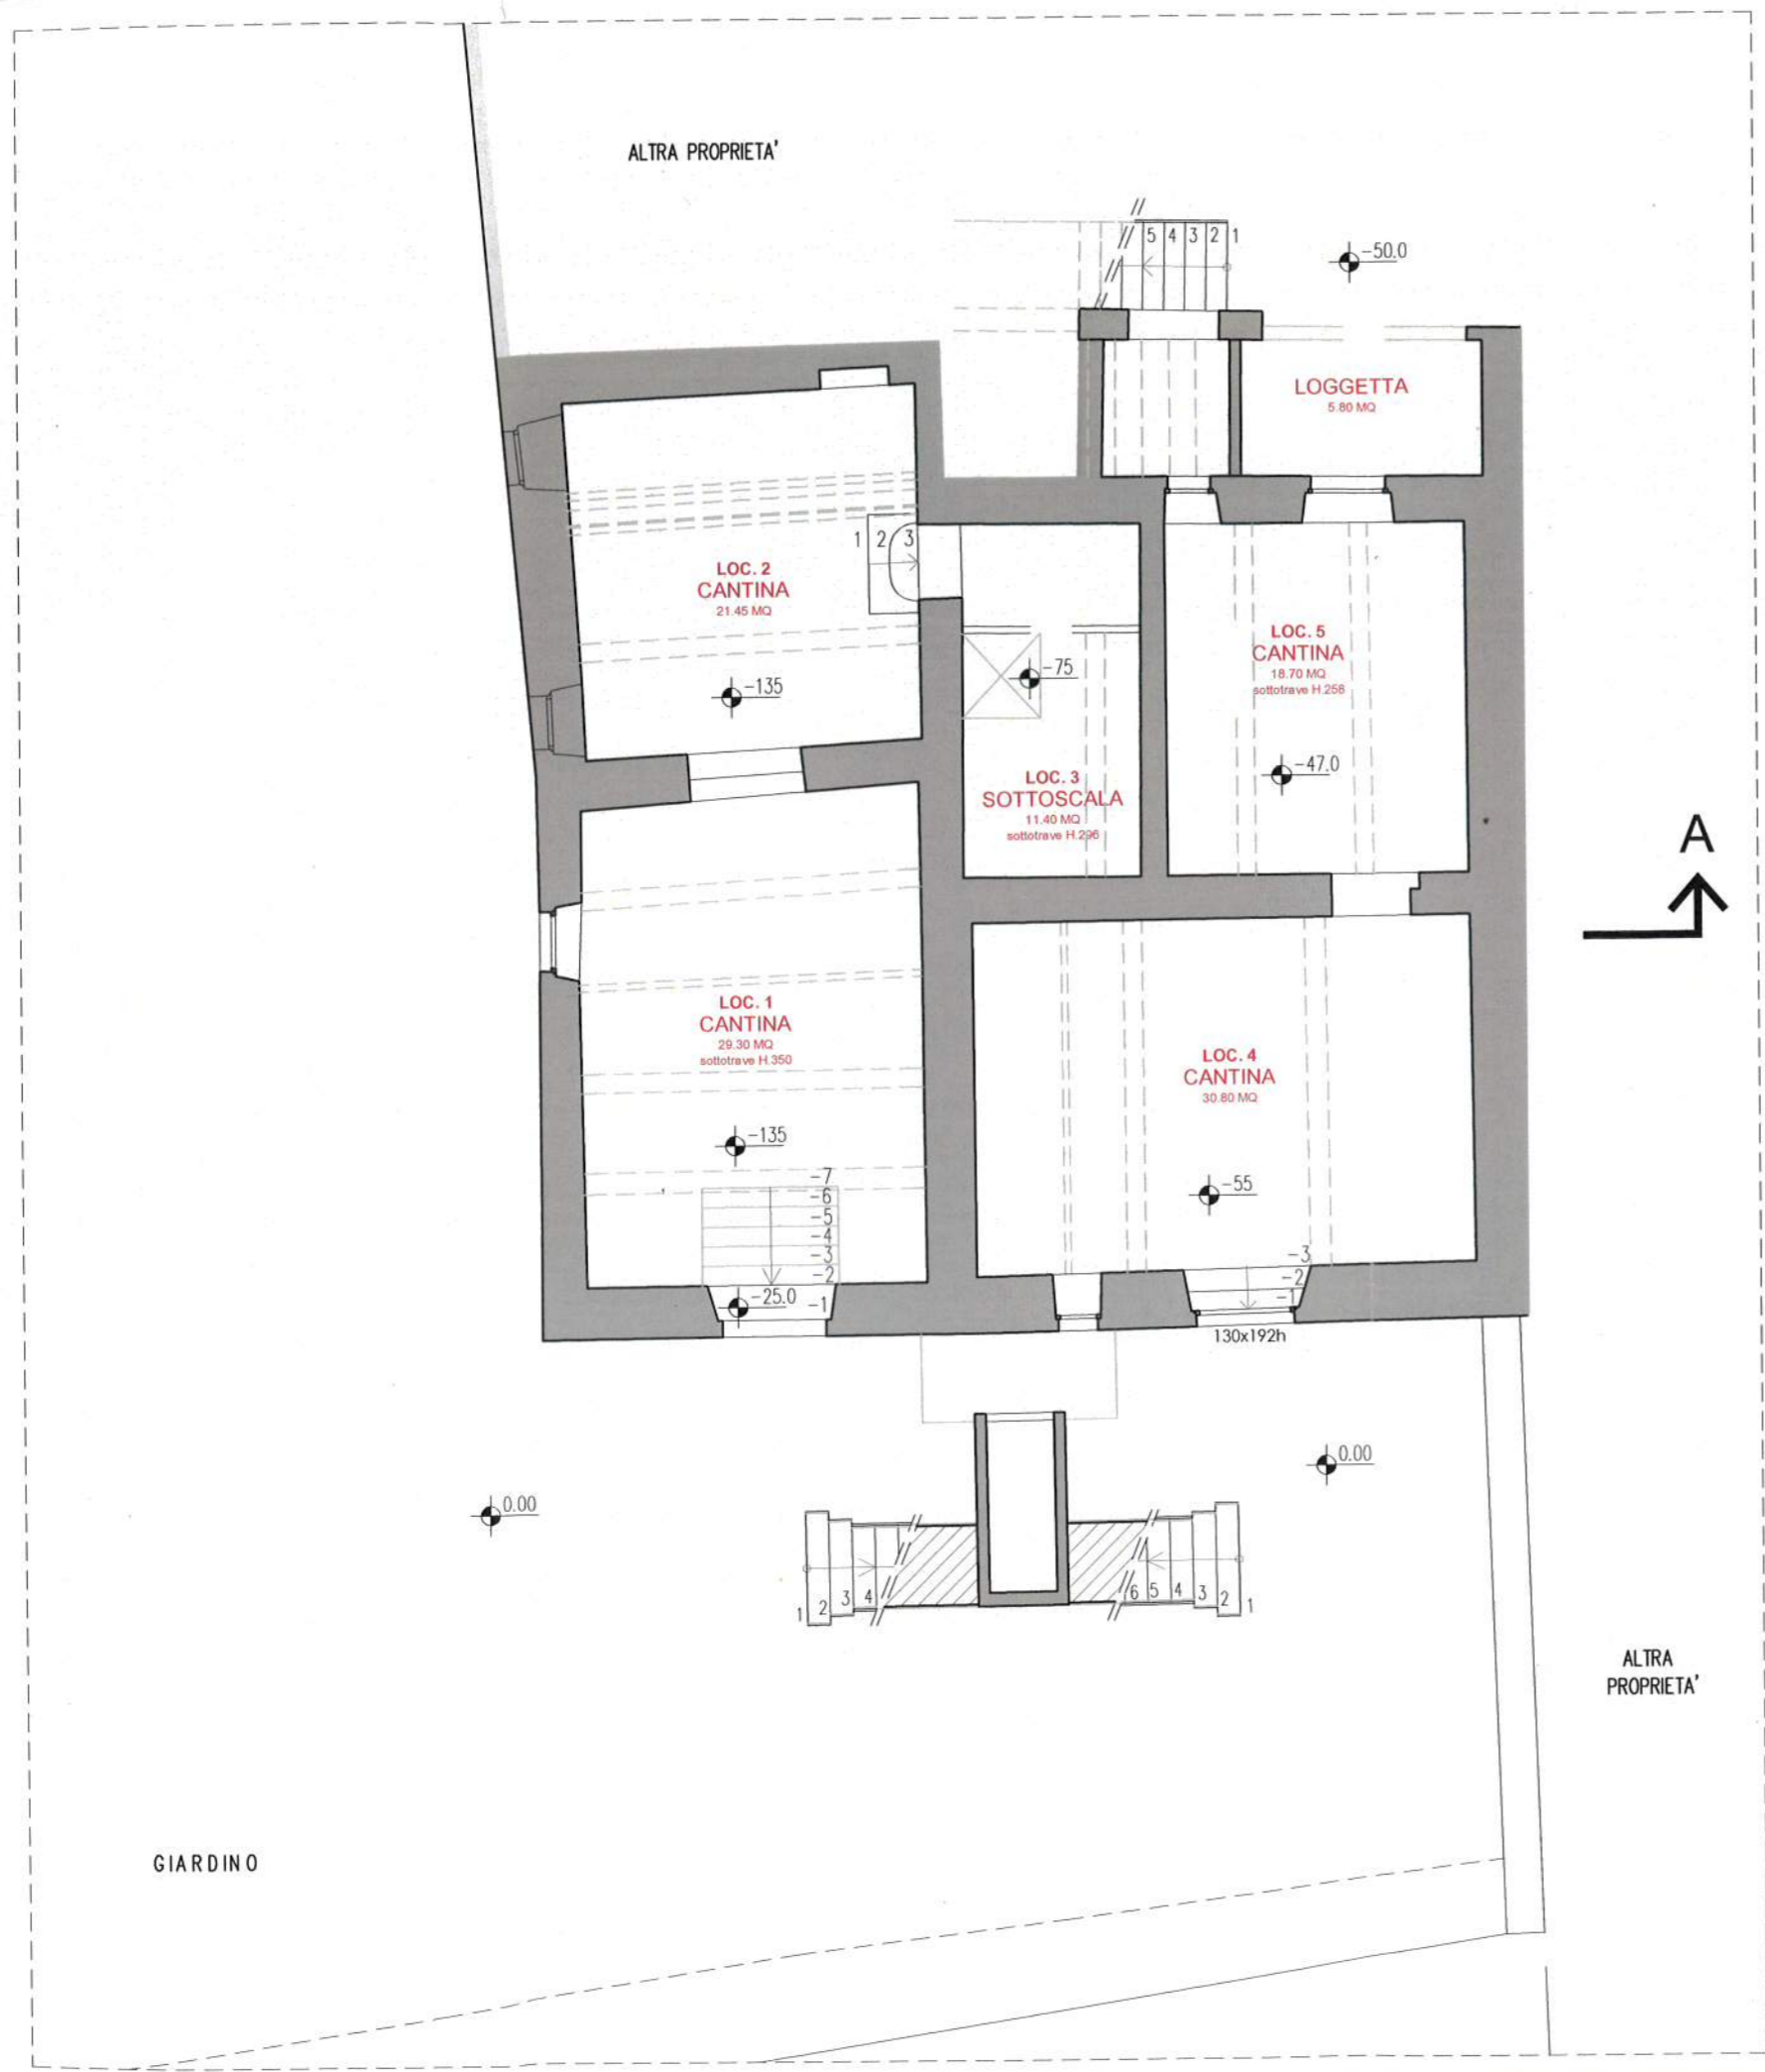 ALTRA PROPRIETA'
5 4 3 2 1
-50.0
LOGGETTA
5.80 MQ
1 2 3
LOC. 2
CANTINA
21.45 MQ
-135
-75
LOC. 5
CANTINA
18.70 MQ
sottotrave H.258
-47.0
LOC. 3
SOTTOSCALA
11.40 MQ
sottotrave H.296
A
LOC. 1
CANTINA
29.30 MQ
sottotrave H.350
-135
LOC. 4
CANTINA
30.80 MQ
-55
-7
-6
-5
-4
-3
-2
-1
-25.0
-3
-2
-1
130x192h
0.00
0.00
1 2 3 4
6 5 4 3 2 1
ALTRA
PROPRIETA'
GIARDINO